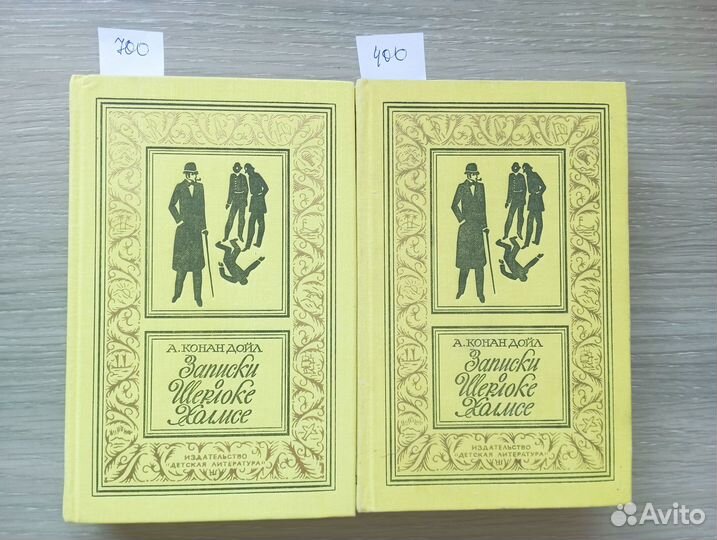 700
400
А. КОНАН ДОЙЛ
Записки
о
Шерлоке
Холмсе
ИЗДАТЕЛЬСТВО
"ДЕТСКАЯ ЛИТЕРАТУРА"
А. КОНАН ДОЙЛ
Записки
о
Шерлоке
Холмсе
ИЗДАТЕЛЬСТВО
"ДЕТСКАЯ ЛИТЕРАТУРА"
Avito